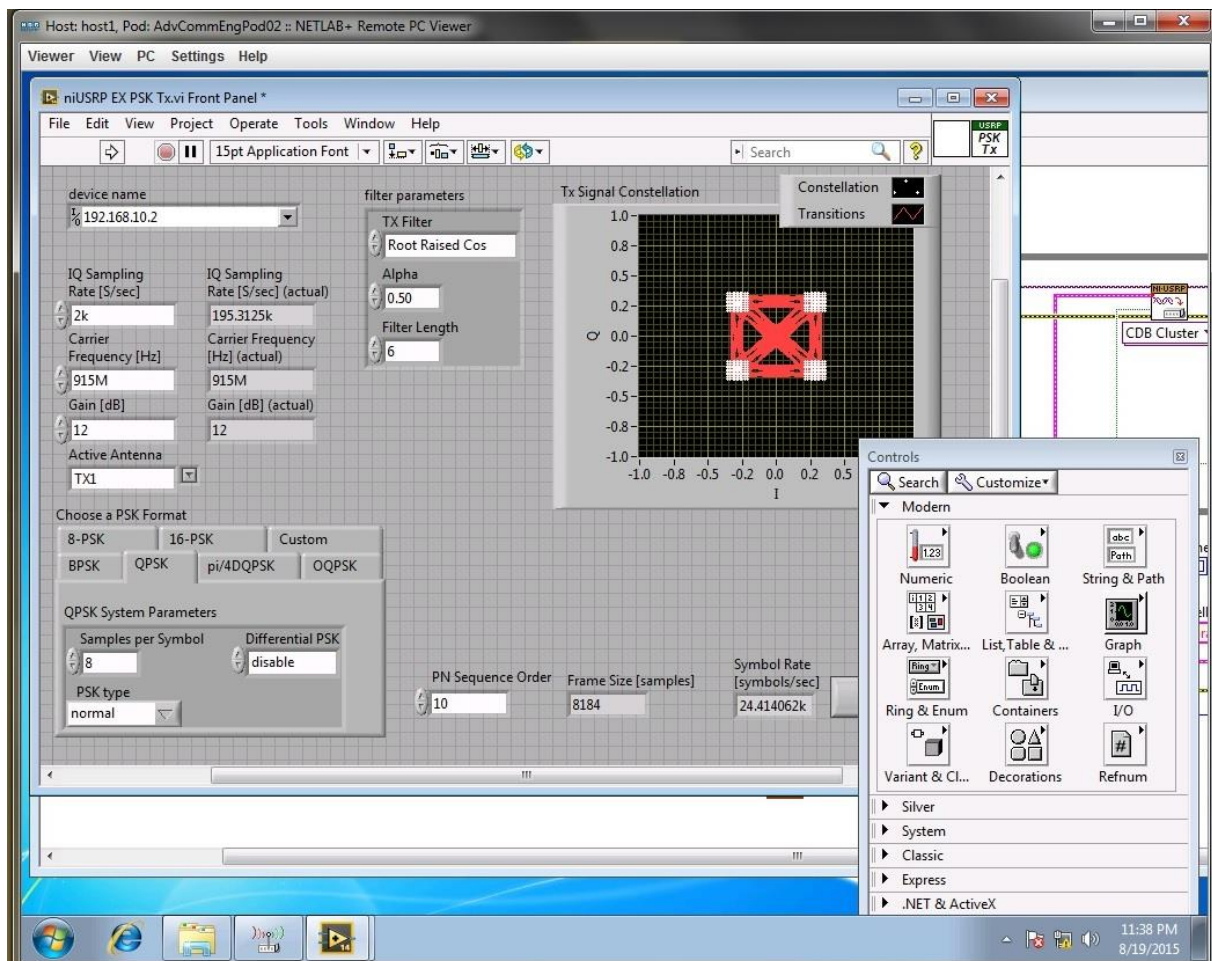 Host: host1, Pod: AdvCommEngPod02 :: NETLAB+ Remote PC Viewer
Viewer View PC Settings Help
niUSRP EX PSK Tx.vi Front Panel *
File Edit View Project Operate Tools Window Help
15pt Application Font
Search
USRP
PSK
Tx
device name
192.168.10.2
IQ Sampling
Rate [S/sec]
2k
IQ Sampling
Rate [S/sec] (actual)
195.3125k
Carrier
Frequency [Hz]
915M
Carrier Frequency
[Hz] (actual)
915M
Gain [dB]
12
Gain [dB] (actual)
12
Active Antenna
TX1
filter parameters
TX Filter
Root Raised Cos
Alpha
0.50
Filter Length
6
Tx Signal Constellation
Constellation
Transitions
1.0
0.8
0.5
0.2
0.0
-0.2
-0.5
-0.8
-1.0
Q
-1.0 -0.8 -0.5 -0.2 0.0 0.2 0.5
I
Choose a PSK Format
8-PSK 16-PSK Custom
BPSK QPSK pi/4DQPSK OQPSK
QPSK System Parameters
Samples per Symbol
8
Differential PSK
disable
PSK type
normal
PN Sequence Order
10
Frame Size [samples]
8184
Symbol Rate
[symbols/sec]
24.414062k
NI-USRP
CDB Cluster
Controls
Search Customize
Modern
Numeric Boolean String & Path
Array, Matrix... List, Table & ... Graph
Ring & Enum Containers I/O
Variant & Cl... Decorations Refnum
Silver
System
Classic
Express
.NET & ActiveX
11:38 PM
8/19/2015